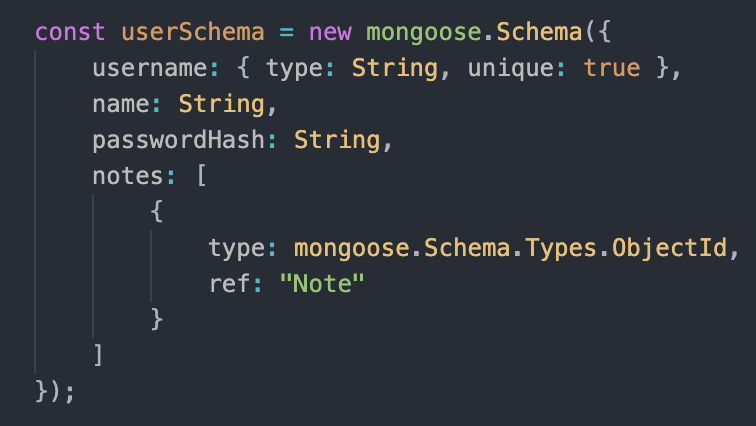 const userSchema = new mongoose.Schema({
    username: { type: String, unique: true },
    name: String,
    passwordHash: String,
    notes: [
        {
            type: mongoose.Schema.Types.ObjectId,
            ref: "Note"
        }
    ]
});